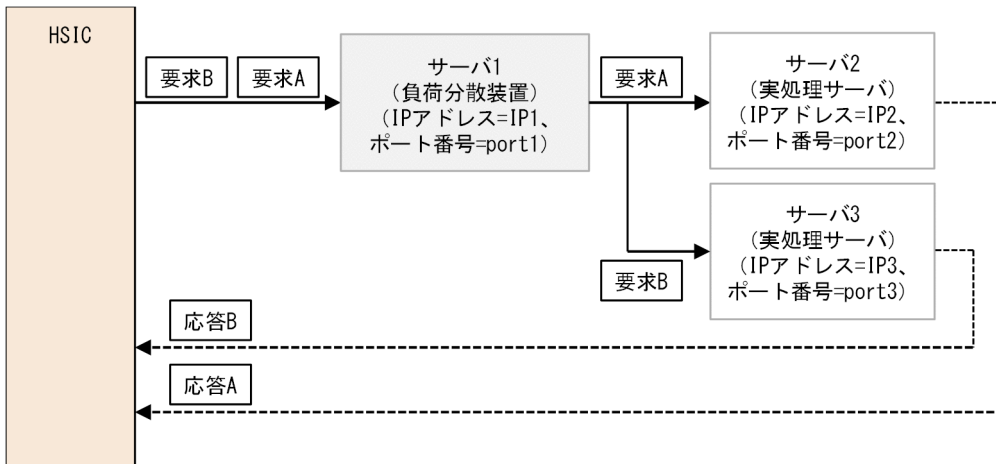 HSIC
要求B
要求A
サーバ1
(負荷分散装置)
(IPアドレス=IP1、
ポート番号=port1)
要求A
サーバ2
(実処理サーバ)
(IPアドレス=IP2、
ポート番号=port2)
サーバ3
(実処理サーバ)
(IPアドレス=IP3、
ポート番号=port3)
要求B
応答B
応答A